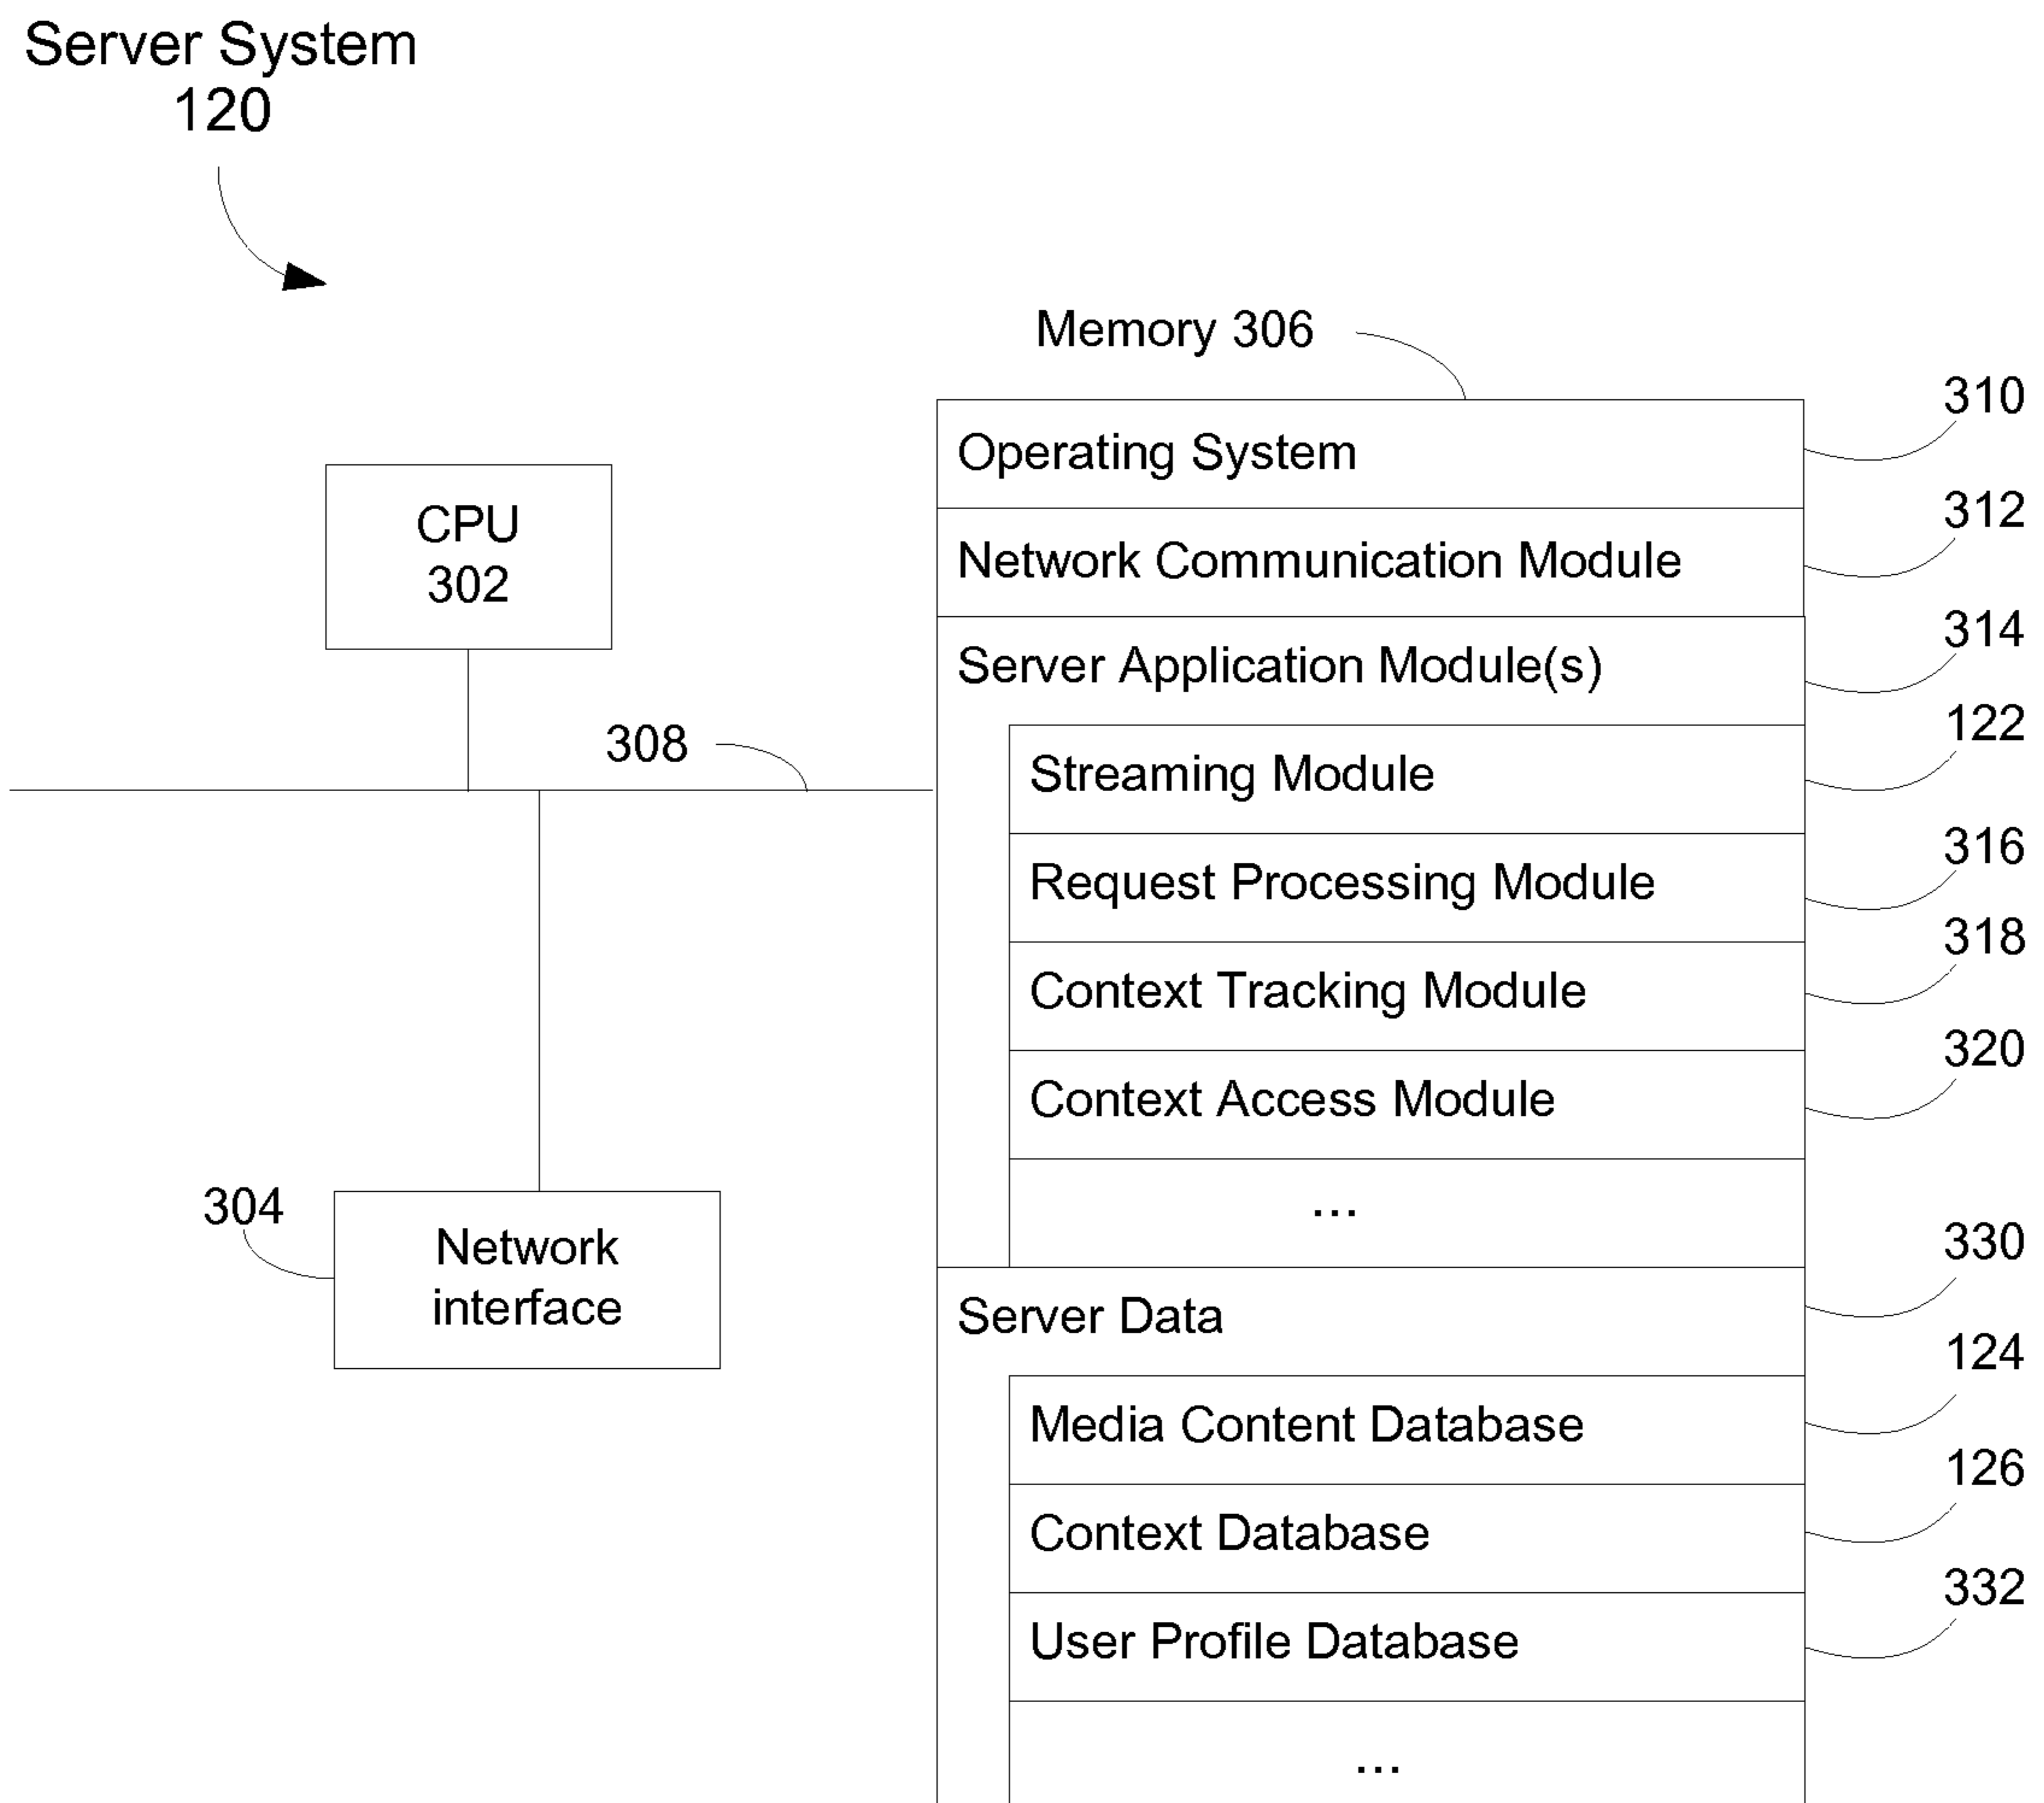 Server System
120
Memory 306
310
Operating System
CPU
302
312
Network Communication Module
314
Server Application Module(s)
308
122
Streaming Module
316
Request Processing Module
318
Context Tracking Module
320
Context Access Module
...
304
Network
interface
330
Server Data
124
Media Content Database
126
Context Database
332
User Profile Database
...